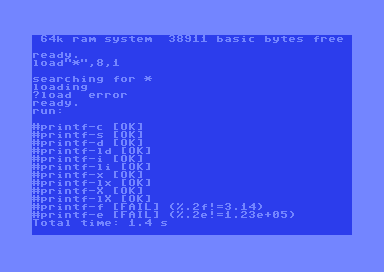 64k ram system  38911 basic bytes free
ready.
load"*",8,1
searching for *
loading
?load  error
ready.
run:
#printf-c [OK]
#printf-s [OK]
#printf-d [OK]
#printf-ld [OK]
#printf-i [OK]
#printf-li [OK]
#printf-x [OK]
#printf-lx [OK]
#printf-X [OK]
#printf-lX [OK]
#printf-f [FAIL] (%.2f!=3.14)
#printf-e [FAIL] (%.2e!=1.23e+05)
Total time: 1.4 s